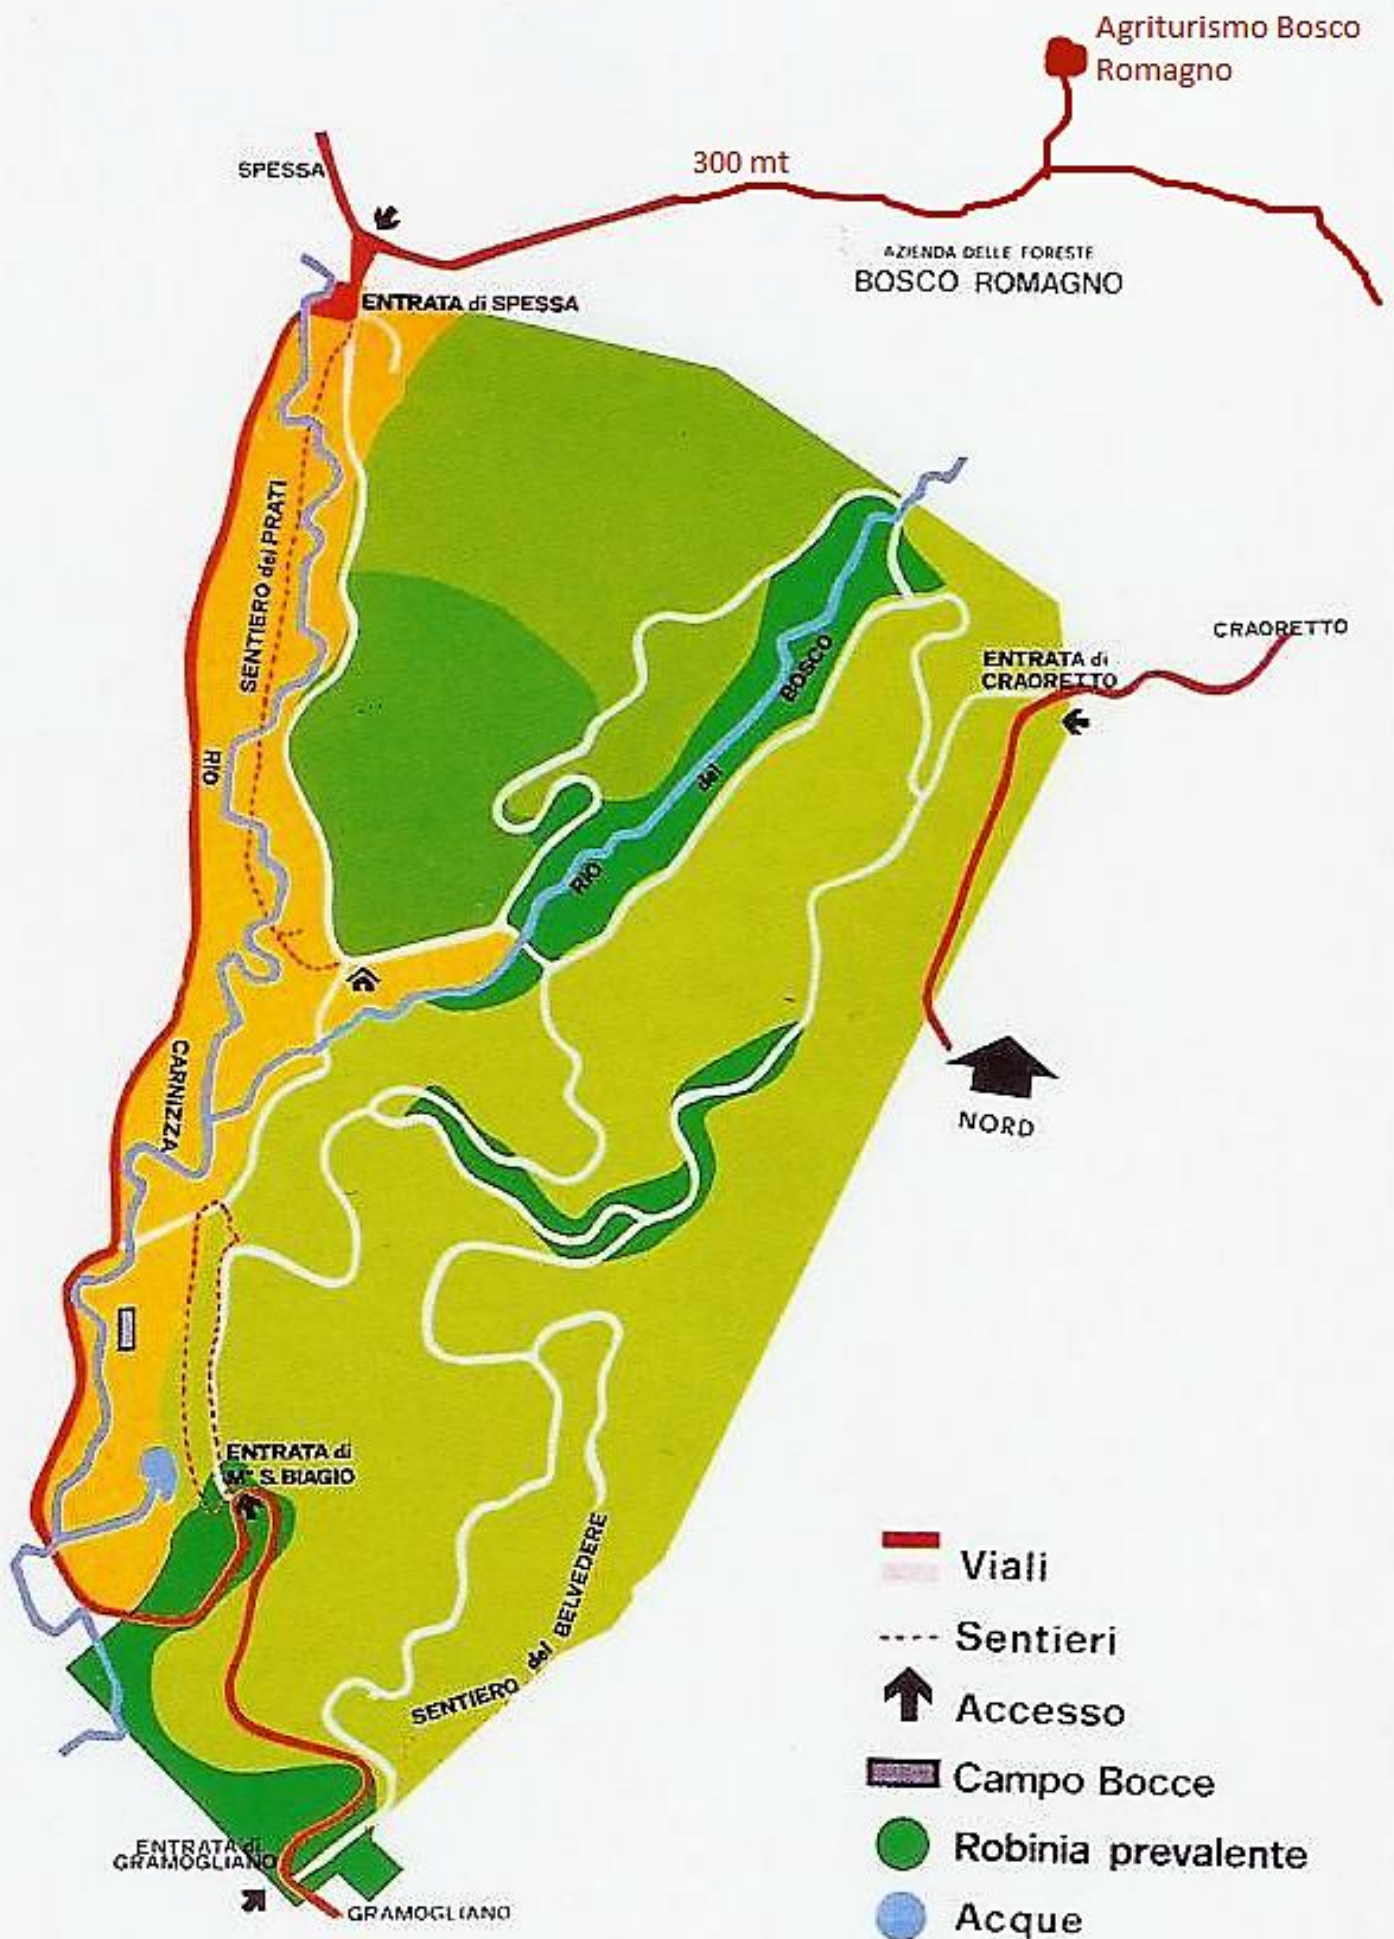 Agriturismo Bosco
Romagno
300 mt
SPESSA
AZIENDA DELLE FORESTE
BOSCO ROMAGNO
ENTRATA di SPESSA
SENTIERO dei PRATI
CRAORETTO
ENTRATA di
CRAORETTO
RIO
CARNIZZA
RIO
del
BOSCO
NORD
ENTRATA di
Mte S. BIAGIO
SENTIERO del BELVEDERE
ENTRATA di
GRAMOGLIANO
GRAMOGLIANO
Viali
Sentieri
Accesso
Campo Bocce
Robinia prevalente
Acque